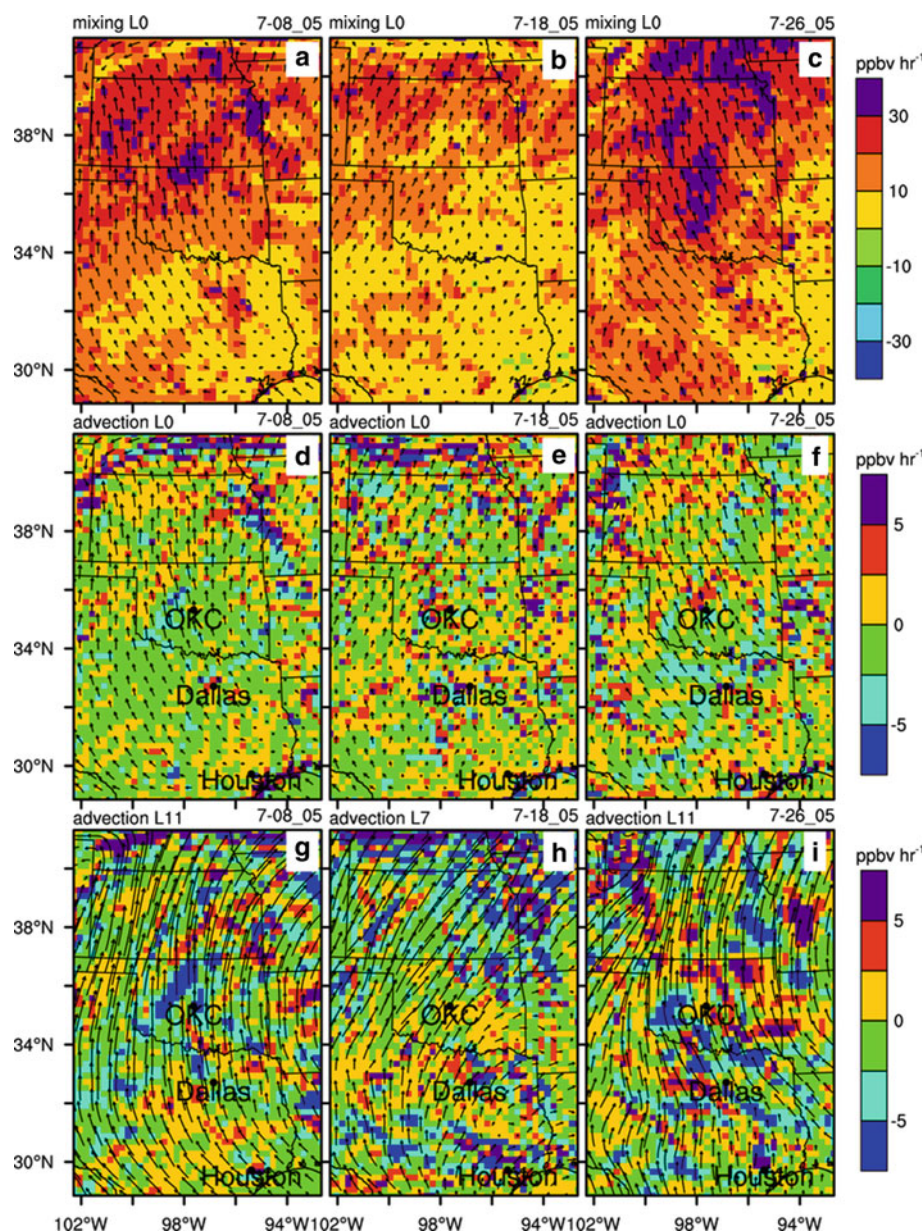 mixing L0 7-08_05
a
mixing L0 7-18_05
b
mixing L0 7-26_05
c
ppbv hr⁻¹
30
10
-10
-30
38°N
34°N
30°N
advection L0 7-08_05
d
OKC
Dallas
Houston
advection L0 7-18_05
e
OKC
Dallas
Houston
advection L0 7-26_05
f
OKC
Dallas
Houston
ppbv hr⁻¹
5
0
-5
38°N
34°N
30°N
advection L11 7-08_05
g
OKC
Dallas
Houston
advection L7 7-18_05
h
OKC
Dallas
Houston
advection L11 7-26_05
i
OKC
Dallas
Houston
ppbv hr⁻¹
5
0
-5
38°N
34°N
30°N
102°W 98°W 94°W
98°W 94°W
102°W 98°W 94°W